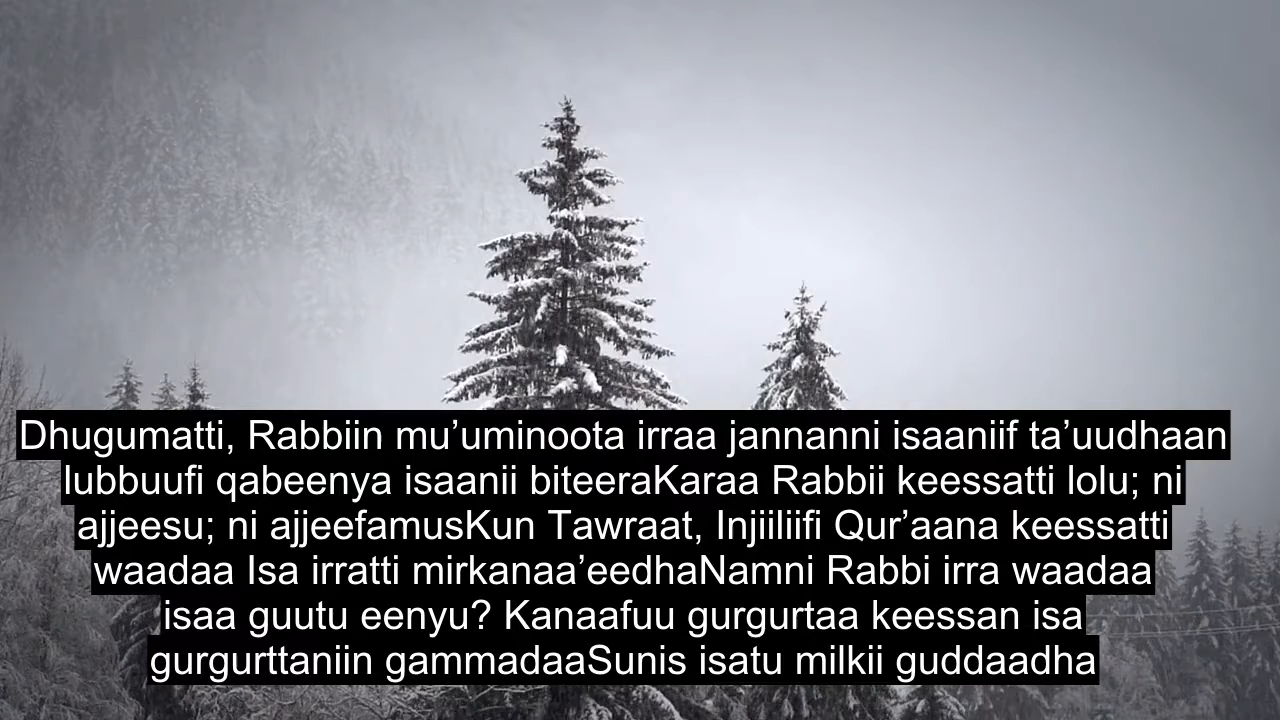 Dhugumatti, Rabbiin mu’uminoota irraa jannanni isaaniif ta’uudhaan
lubbuufi qabeenya isaanii biteeraKaraa Rabbii keessatti lolu; ni
ajjeesu; ni ajjeefamusKun Tawraat, Injiiliifi Qur’aana keessatti
waadaa Isa irratti mirkanaa’eedhaNamni Rabbi irra waadaa
isaa guutu eenyu? Kanaafuu gurgurtaa keessan isa
gurgurttaniin gammadaaSunis isatu milkii guddaadha